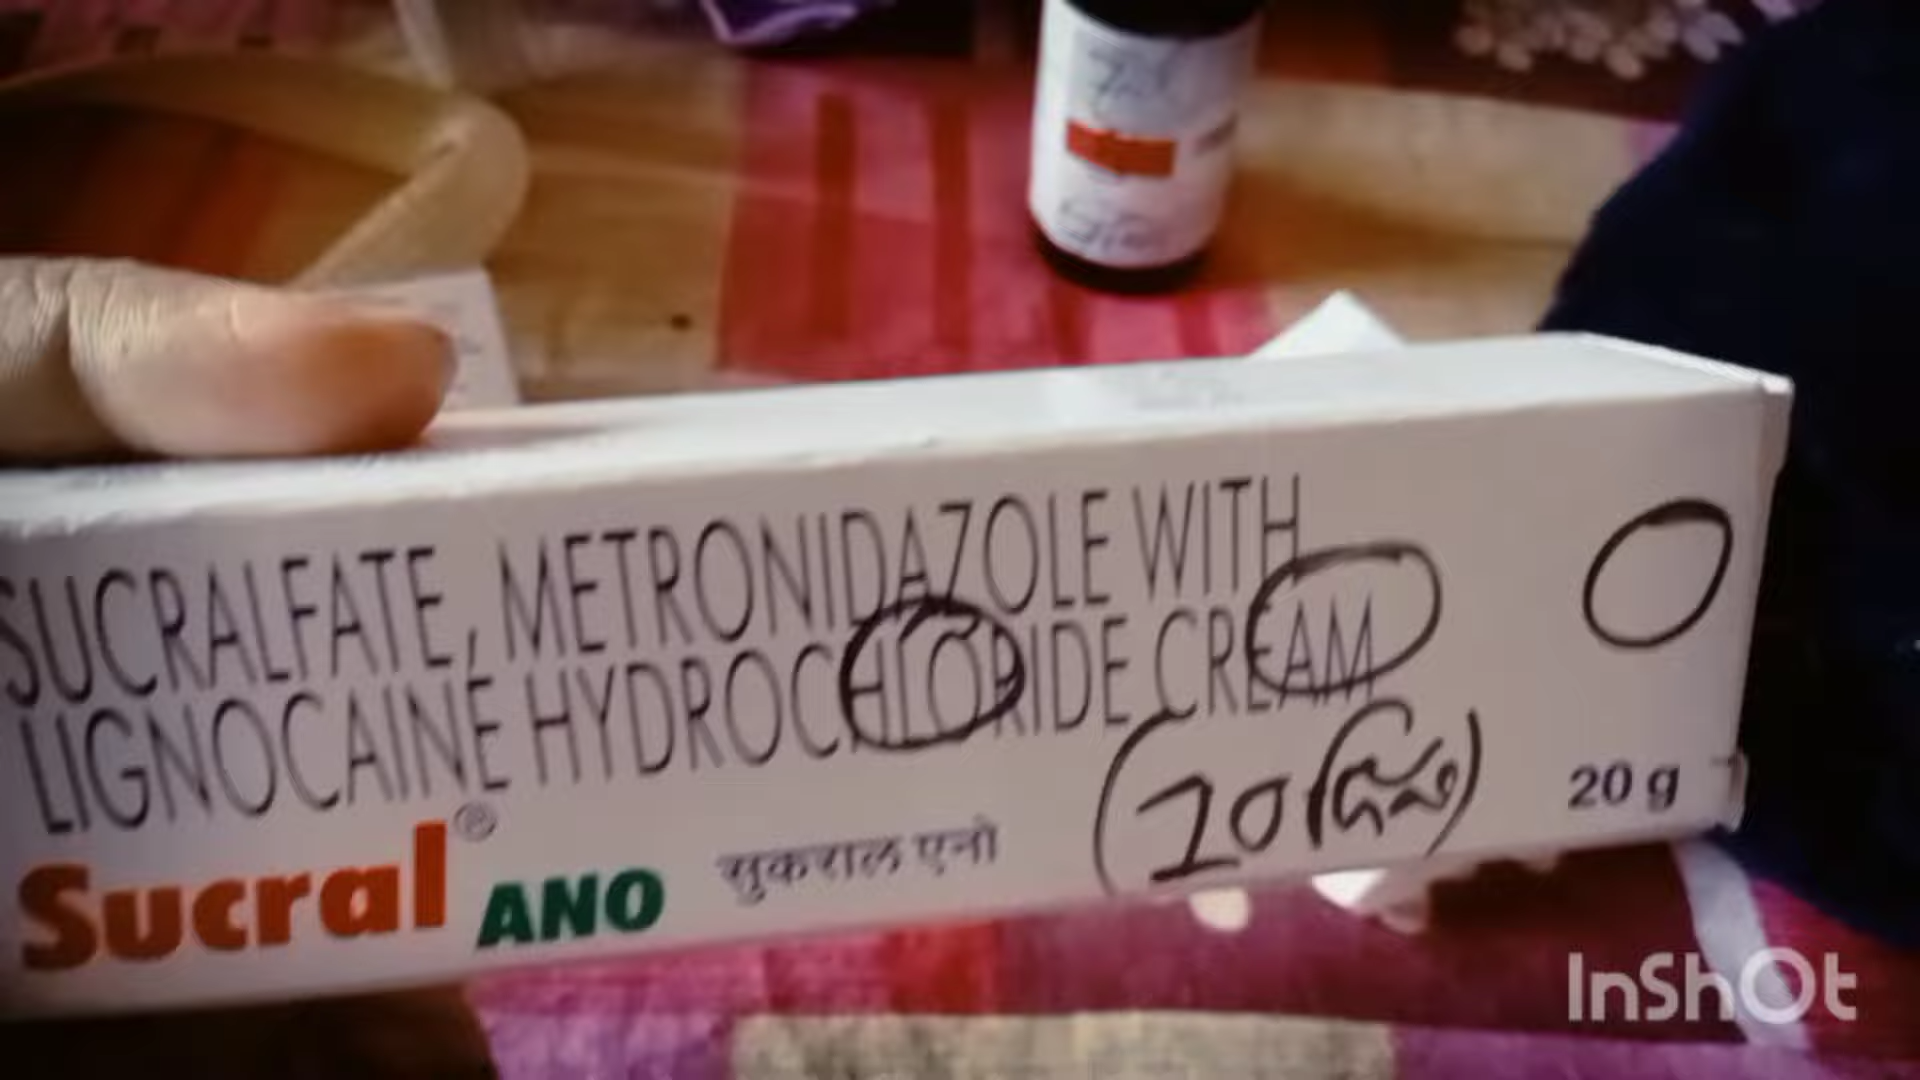 SUCRALFATE, METRONIDAZOLE WITH
LIGNOCAINE HYDROCHLORIDE CREAM
Sucral® ANO सुकराल एनो
20 g
InShOt